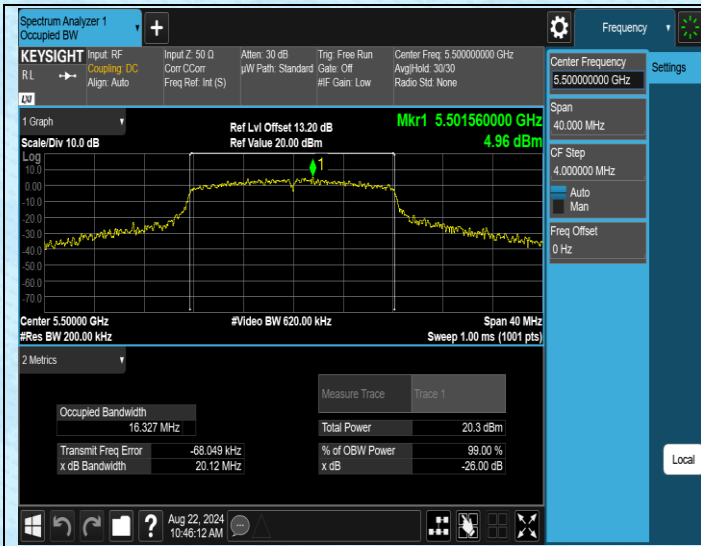 Spectrum Analyzer 1
Occupied BW
Frequency
KEYSIGHT
RL
LXI
Input: RF
Coupling: DC
Align: Auto
Input Z: 50 Ω
Corr CCorr
Freq Ref: Int (S)
Atten: 30 dB
µW Path: Standard
Trig: Free Run
Gate: Off
#IF Gain: Low
Center Freq: 5.500000000 GHz
Avg|Hold: 30/30
Radio Std: None
Center Frequency
5.500000000 GHz
Settings
Span
40.000 MHz
CF Step
4.000000 MHz
Auto
Man
Freq Offset
0 Hz
Local
1 Graph
Scale/Div 10.0 dB
Ref Lvl Offset 13.20 dB
Ref Value 20.00 dBm
Mkr1 5.501560000 GHz
4.96 dBm
Log
10.0
0.00
-10.0
-20.0
-30.0
-40.0
-50.0
-60.0
-70.0
1
Center 5.50000 GHz
#Res BW 200.00 kHz
#Video BW 620.00 kHz
Span 40 MHz
Sweep 1.00 ms (1001 pts)
2 Metrics
Measure Trace
Trace 1
Occupied Bandwidth
16.327 MHz
Total Power
20.3 dBm
Transmit Freq Error
-68.049 kHz
% of OBW Power
99.00 %
x dB Bandwidth
20.12 MHz
x dB
-26.00 dB
?
Aug 22, 2024
10:46:12 AM